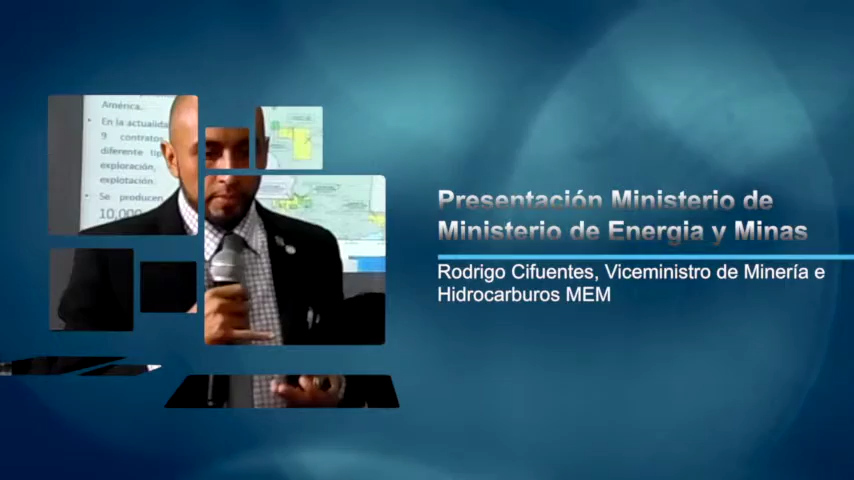 América.
En la actualida
9 contratos
diferente tip
exploración,
explotación.
Se producen
10,000
Presentación Ministerio de
Ministerio de Energia y Minas
Rodrigo Cifuentes, Viceministro de Minería e
Hidrocarburos MEM